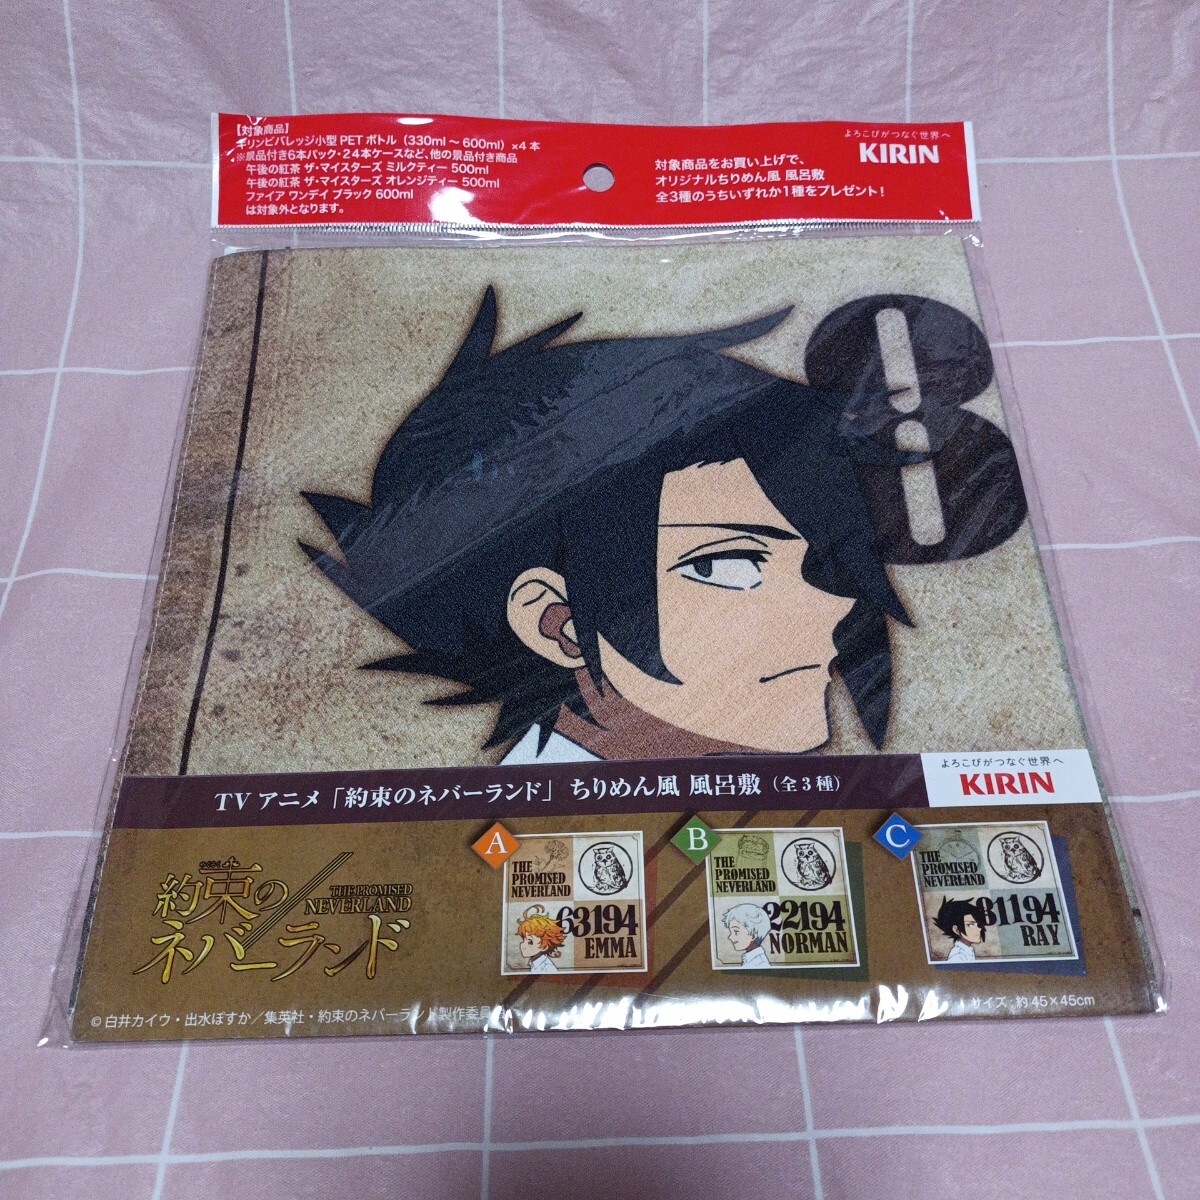 【対象商品】
キリンビバレッジ小型PETボトル（330ml～600ml）×4本
※景品付き6本パック・24本ケースなど、他の景品付き商品
午後の紅茶 ザ・マイスターズ ミルクティー 500ml
午後の紅茶 ザ・マイスターズ オレンジティー 500ml
ファイア ワンデイ ブラック 600ml
は対象外となります。
対象商品をお買い上げで、
オリジナルちりめん風 風呂敷
全3種のうちいずれか1種をプレゼント！
よろこびがつなぐ世界へ
KIRIN
8
よろこびがつなぐ世界へ
KIRIN
TVアニメ「約束のネバーランド」ちりめん風 風呂敷（全3種）
やくそく
約束の
ネバーランド
THE PROMISED
NEVERLAND
A
THE
PROMISED
NEVERLAND
63194
EMMA
B
THE
PROMISED
NEVERLAND
22194
NORMAN
C
THE
PROMISED
NEVERLAND
81194
RAY
サイズ：約45×45cm
©白井カイウ・出水ぽすか／集英社・約束のネバーランド製作委員会